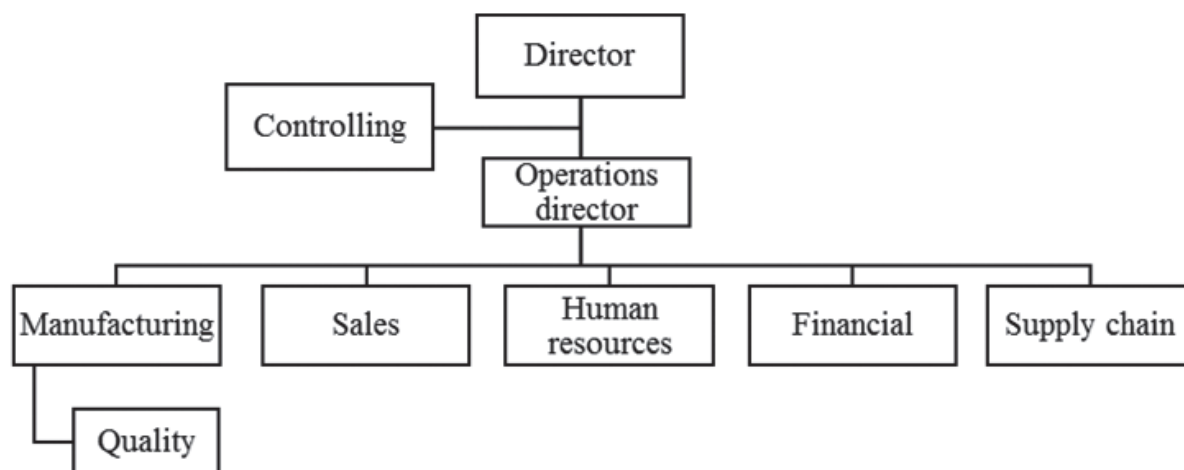 Director
Controlling
Operations
director
Manufacturing
Sales
Human
resources
Financial
Supply chain
Quality